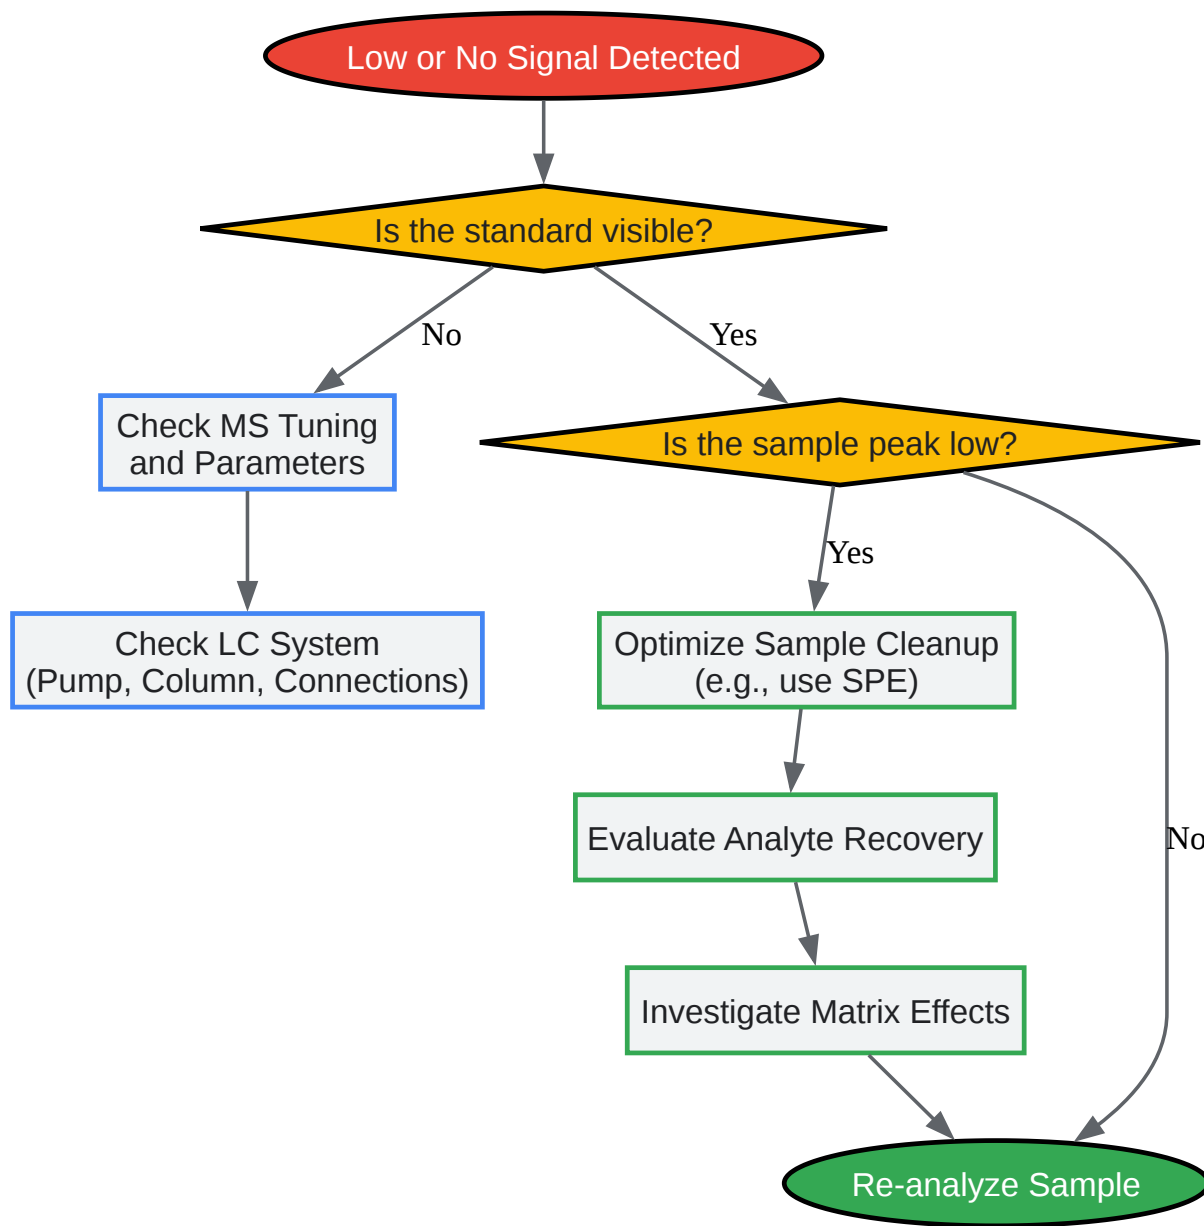 Low or No Signal Detected
Is the standard visible?
No
Yes
Check MS Tuning
and Parameters
Is the sample peak low?
Yes
Check LC System
(Pump, Column, Connections)
Optimize Sample Cleanup
(e.g., use SPE)
Evaluate Analyte Recovery
No
Investigate Matrix Effects
Re-analyze Sample